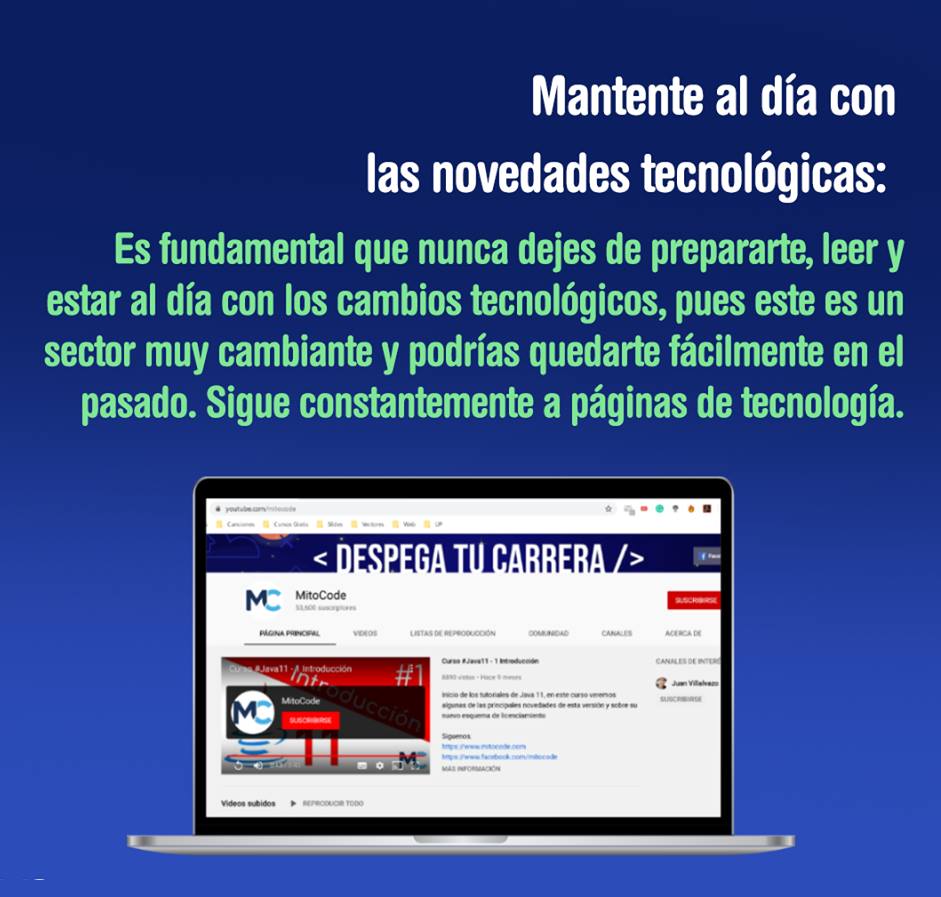 Mantente al día con
las novedades tecnológicas:
Es fundamental que nunca dejes de prepararte, leer y
estar al día con los cambios tecnológicos, pues este es un
sector muy cambiante y podrías quedarte fácilmente en el
pasado. Sigue constantemente a páginas de tecnología.
youtube.com/mitocode
Canciones Cursos Gratis Slides Vectores Web UP
< DESPEGA TU CARRERA />
MC MitoCode
53,600 suscriptores
SUSCRIBIRSE
PÁGINA PRINCIPAL VIDEOS LISTAS DE REPRODUCCIÓN COMUNIDAD CANALES ACERCA DE
Curso #Java11 - 1 Introducción
#1
Introducción
MC MitoCode
SUSCRIBIRSE
11
Curso #Java11 - 1 Introducción
8890 vistas • Hace 9 meses
Inicio de los tutoriales de Java 11, en este curso veremos
algunas de las principales novedades de esta versión y sobre su
nuevo esquema de licenciamiento
Síguenos
https://www.mitocode.com
https://www.facebook.com/mitocode
MÁS INFORMACIÓN
CANALES DE INTERÉ
Juan Villalvazo
SUSCRIBIRSE
Videos subidos REPRODUCIR TODO